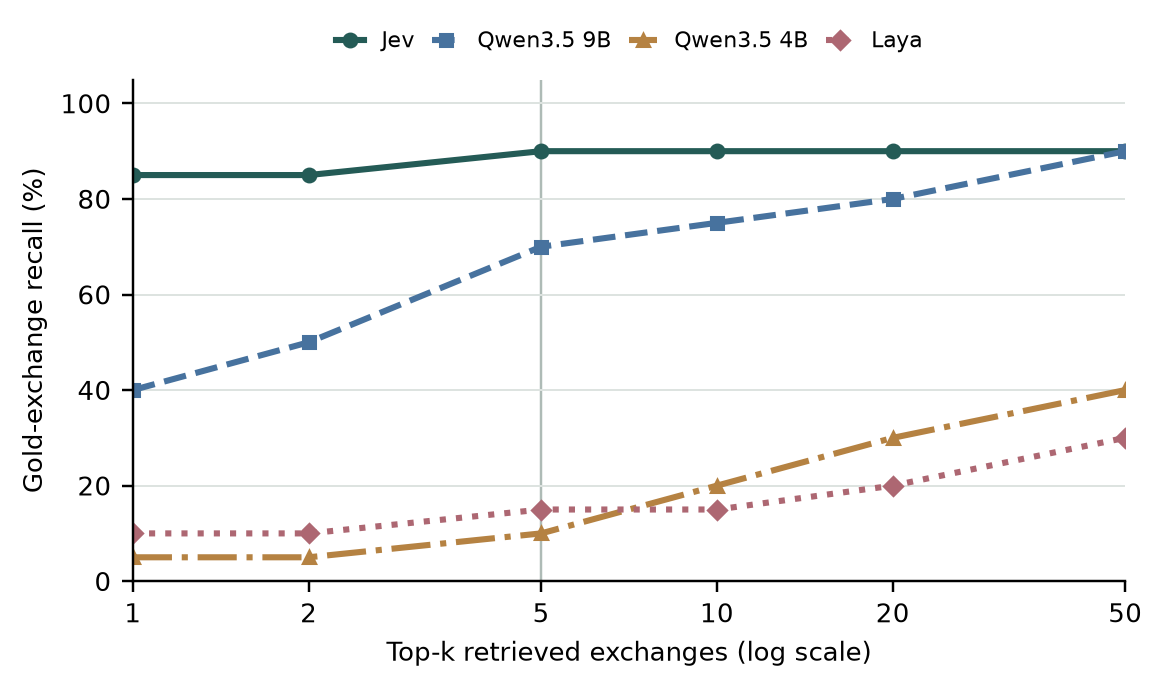 Jev Qwen3.5 9B Qwen3.5 4B Laya
100
80
60
40
20
0
Gold-exchange recall (%)
1 2 5 10 20 50
Top-k retrieved exchanges (log scale)